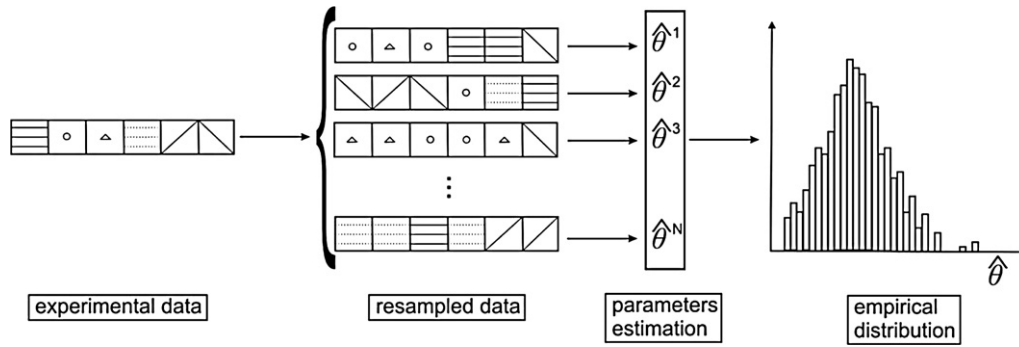 θ̂¹
θ̂²
θ̂³
⋮
θ̂ᴺ
θ̂
experimental data
resampled data
parameters
estimation
empirical
distribution